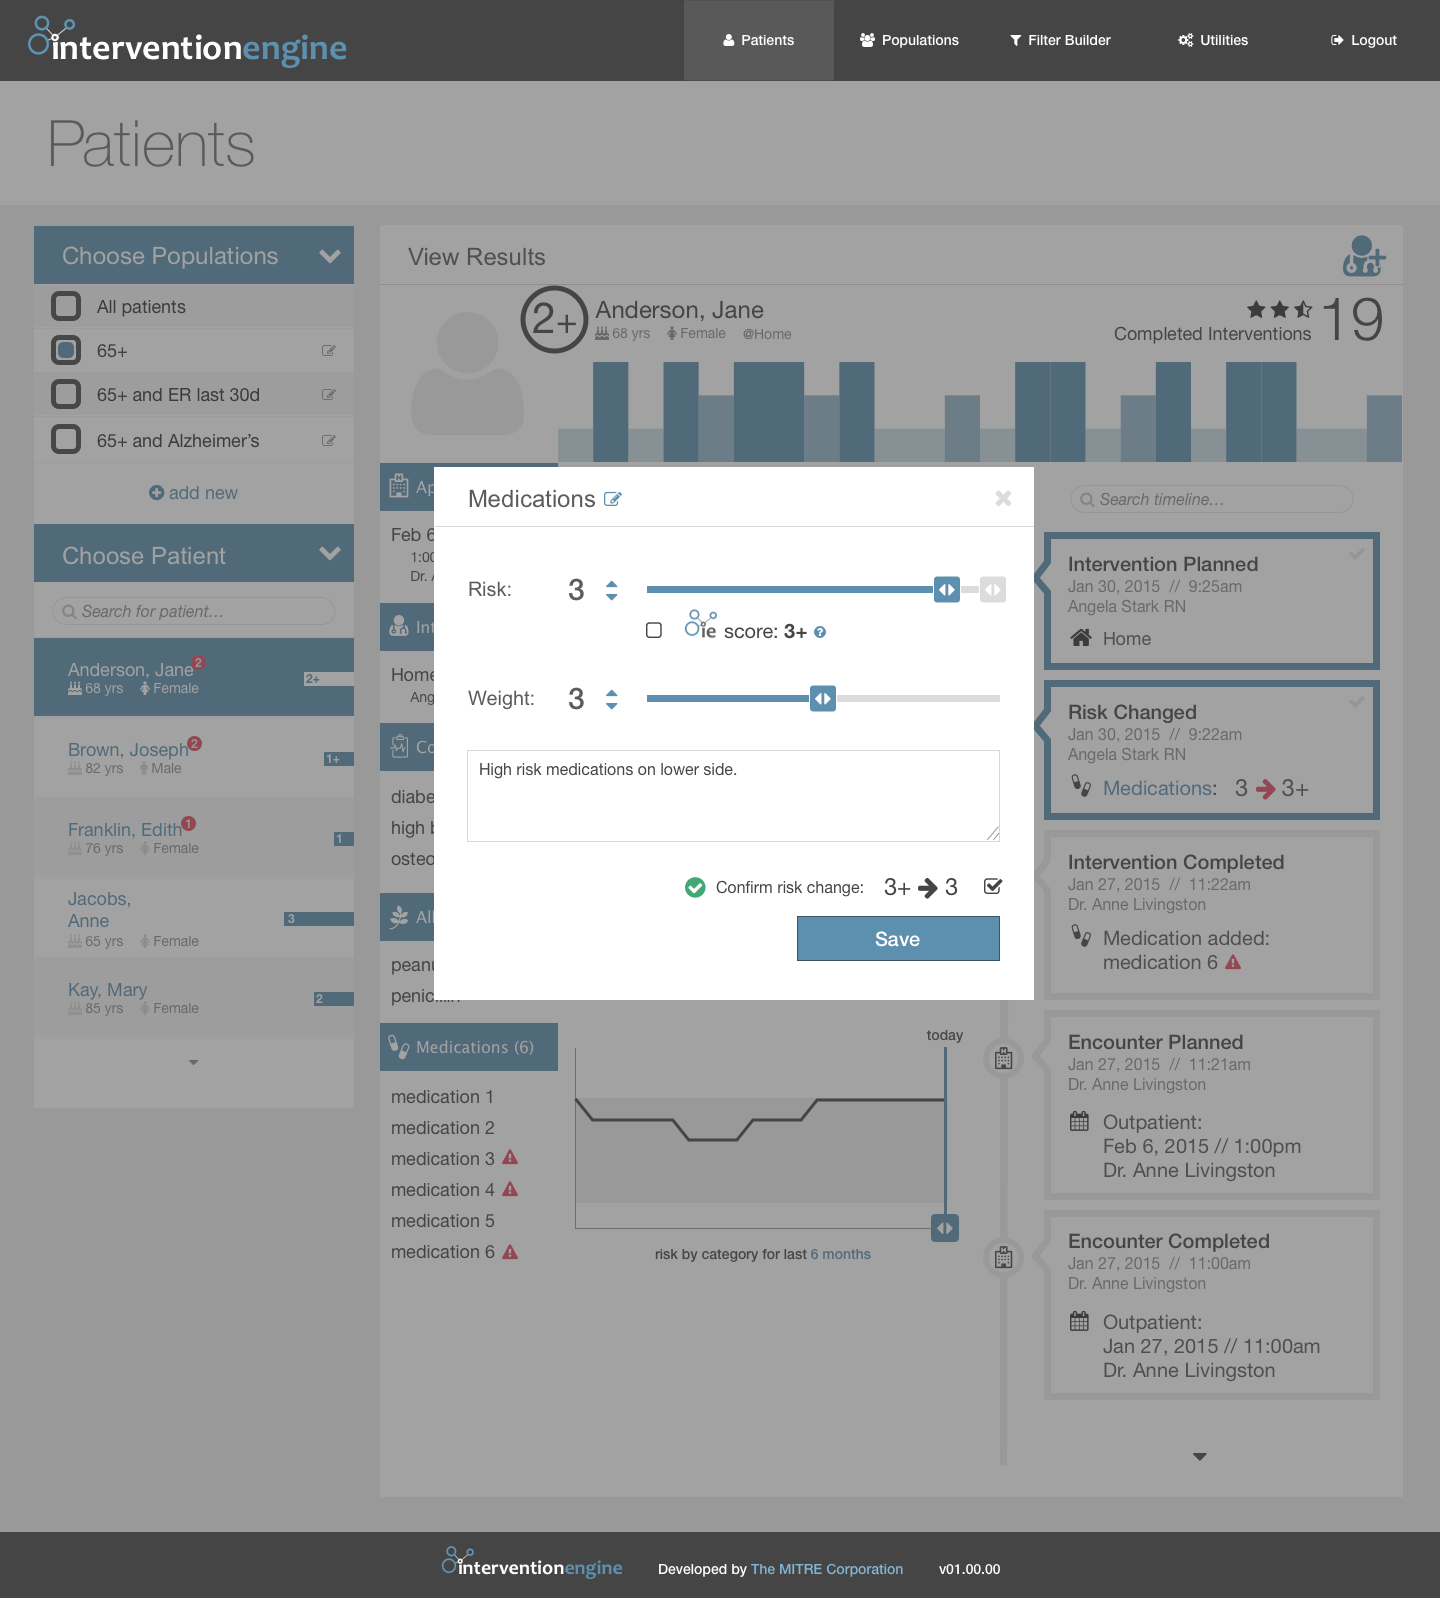 interventionengine
Patients
Populations
Filter Builder
Utilities
Logout
Patients
Choose Populations
All patients
65+
65+ and ER last 30d
65+ and Alzheimer's
add new
Choose Patient
Search for patient...
Anderson, Jane 2
68 yrs Female
2+
Brown, Joseph 2
82 yrs Male
1+
Franklin, Edith 1
76 yrs Female
1
Jacobs,
Anne
65 yrs Female
3
Kay, Mary
85 yrs Female
2
View Results
2+
Anderson, Jane
68 yrs Female @Home
Completed Interventions 19
Feb 6
Dr.
Home
Ang
diabe
high b
osteo
peanu
Medications
Risk: 3
ie score: 3+ ?
Weight: 3
High risk medications on lower side.
Confirm risk change: 3+ → 3
Save
Medications (6)
medication 1
medication 2
medication 3
medication 4
medication 5
medication 6
today
risk by category for last 6 months
Search timeline...
Intervention Planned
Jan 30, 2015 // 9:25am
Angela Stark RN
Home
Risk Changed
Jan 30, 2015 // 9:22am
Angela Stark RN
Medications: 3 → 3+
Intervention Completed
Jan 27, 2015 // 11:22am
Dr. Anne Livingston
Medication added:
medication 6
Encounter Planned
Jan 27, 2015 // 11:21am
Dr. Anne Livingston
Outpatient:
Feb 6, 2015 // 1:00pm
Dr. Anne Livingston
Encounter Completed
Jan 27, 2015 // 11:00am
Dr. Anne Livingston
Outpatient:
Jan 27, 2015 // 11:00am
Dr. Anne Livingston
interventionengine
Developed by The MITRE Corporation
v01.00.00